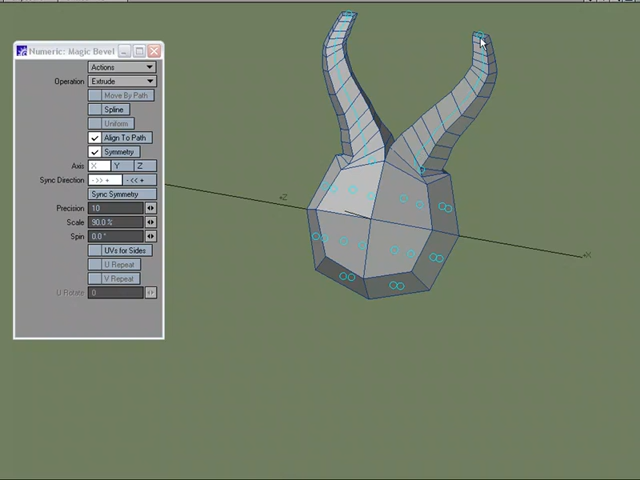 Numeric: Magic Bevel
Actions
Operation Extrude
Move By Path
Spline
Uniform
Align To Path
Symmetry
Axis X Y Z
Sync Direction ->> + -<< +
Sync Symmetry
Precision 10
Scale 90.0 %
Spin 0.0 °
UVs for Sides
U Repeat
V Repeat
U Rotate 0
+Z
+X